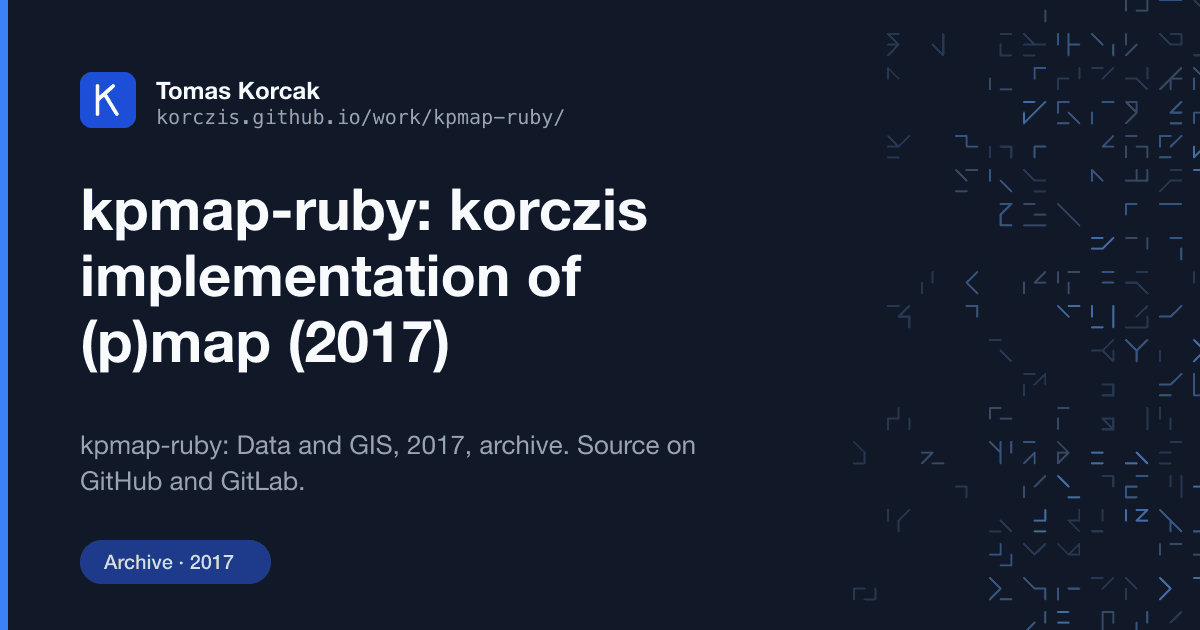 K
Tomas Korcak
korczis.github.io/work/kpmap-ruby/
kpmap-ruby: korczis
implementation of
(p)map (2017)
kpmap-ruby: Data and GIS, 2017, archive. Source on
GitHub and GitLab.
Archive · 2017